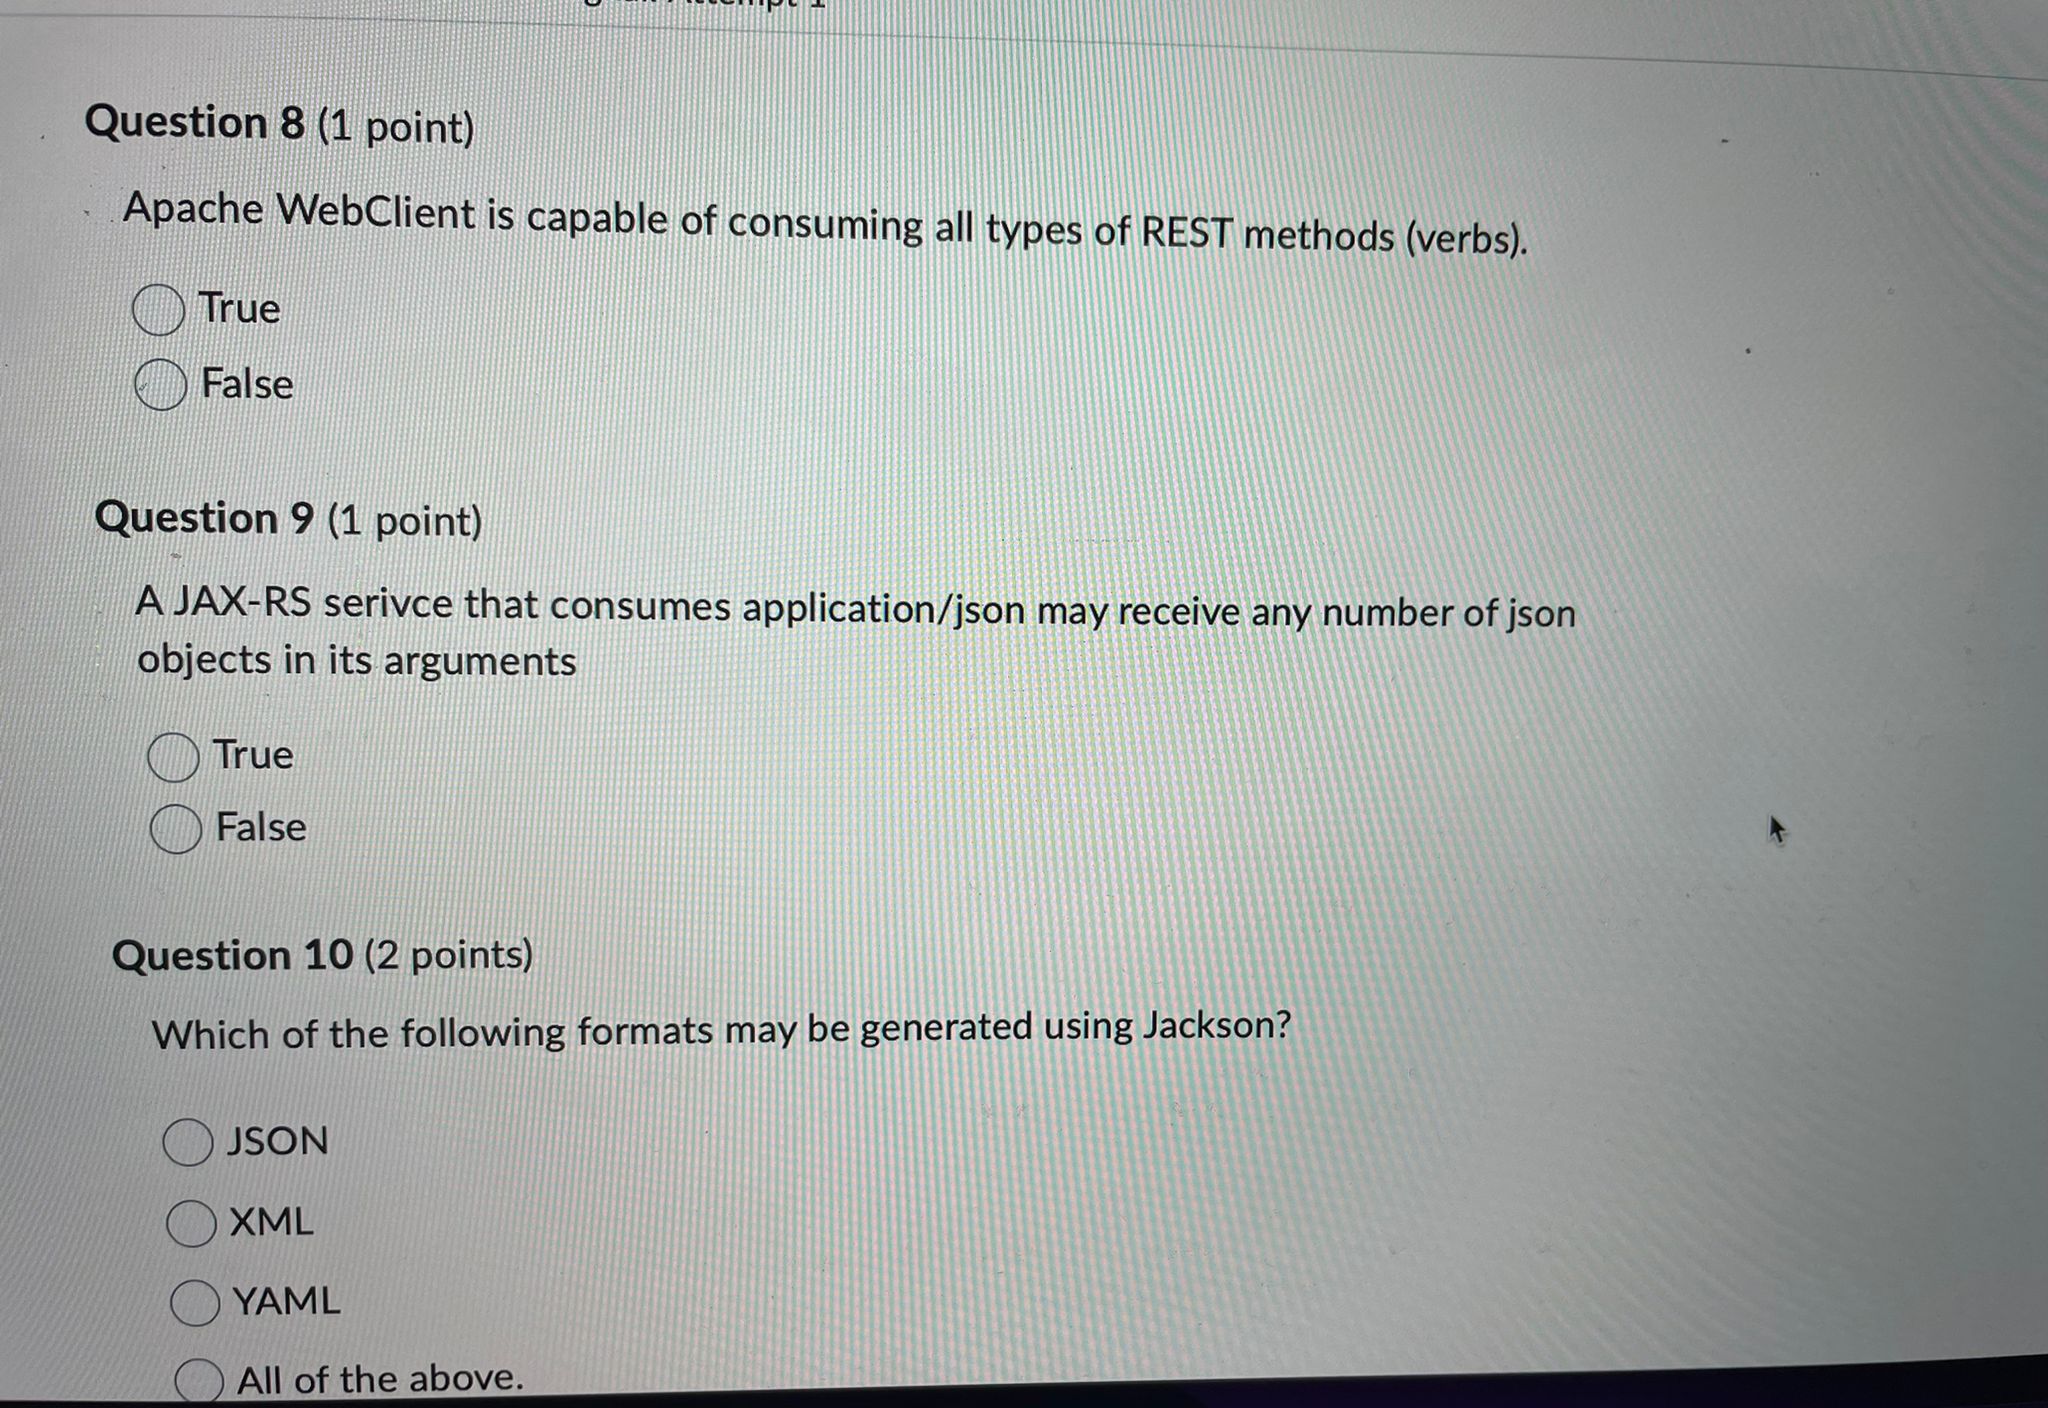 Question 8 (1 point)
Apache WebClient is capable of consuming all types of REST methods (verbs).
True
False
Question 9 (1 point)
A JAX-RS serivce that consumes application/json may receive any number of json
objects in its arguments
True
False
Question 10 (2 points)
Which of the following formats may be generated using Jackson?
JSON
XML
YAML
All of the above.